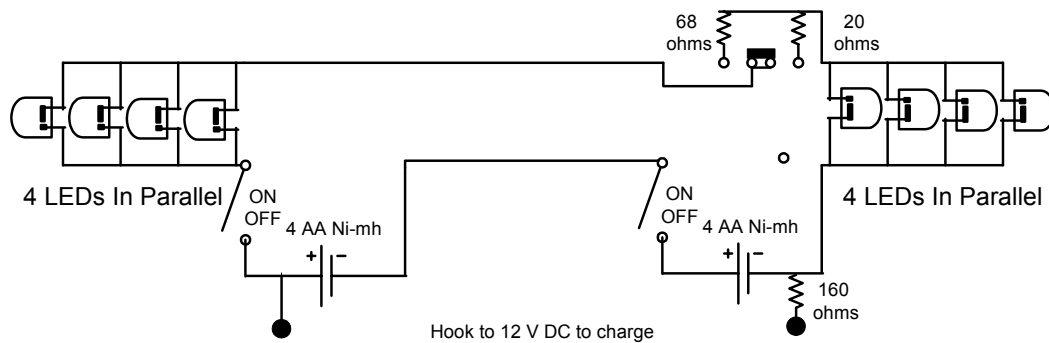 68
ohms
20
ohms
4 LEDs In Parallel
ON
OFF
4 AA Ni-mh
+ −
ON
OFF
4 AA Ni-mh
+ −
4 LEDs In Parallel
160
ohms
Hook to 12 V DC to charge